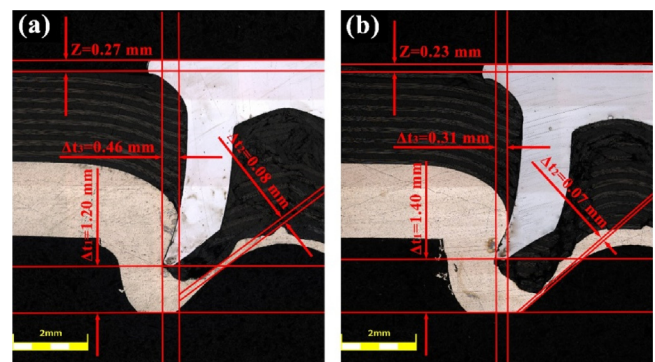 (a)
Z=0.27 mm
Δt₃=0.46 mm
Δt₂=0.08 mm
Δt₁=1.20 mm
2mm
(b)
Z=0.23 mm
Δt₃=0.31 mm
Δt₂=0.07 mm
Δt₁=1.40 mm
2mm